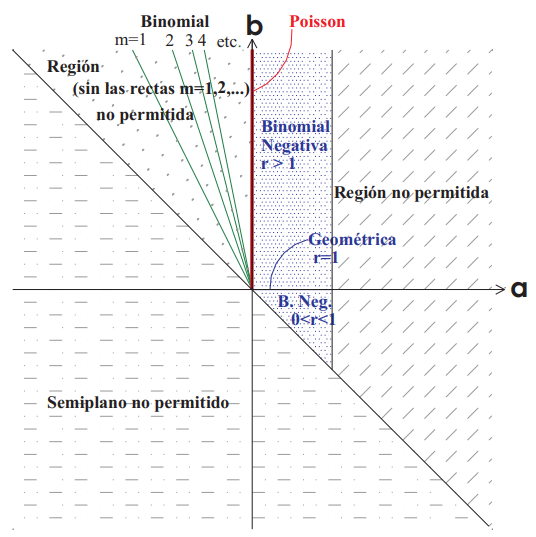 Binomial
b
Poisson
m=1 2 3 4 etc.
Región
(sin las rectas m=1,2,...)
no permitida
Binomial
Negativa
r > 1
Región no permitida
Geométrica
r=1
a
B. Neg.
0<r<1
Semiplano no permitido